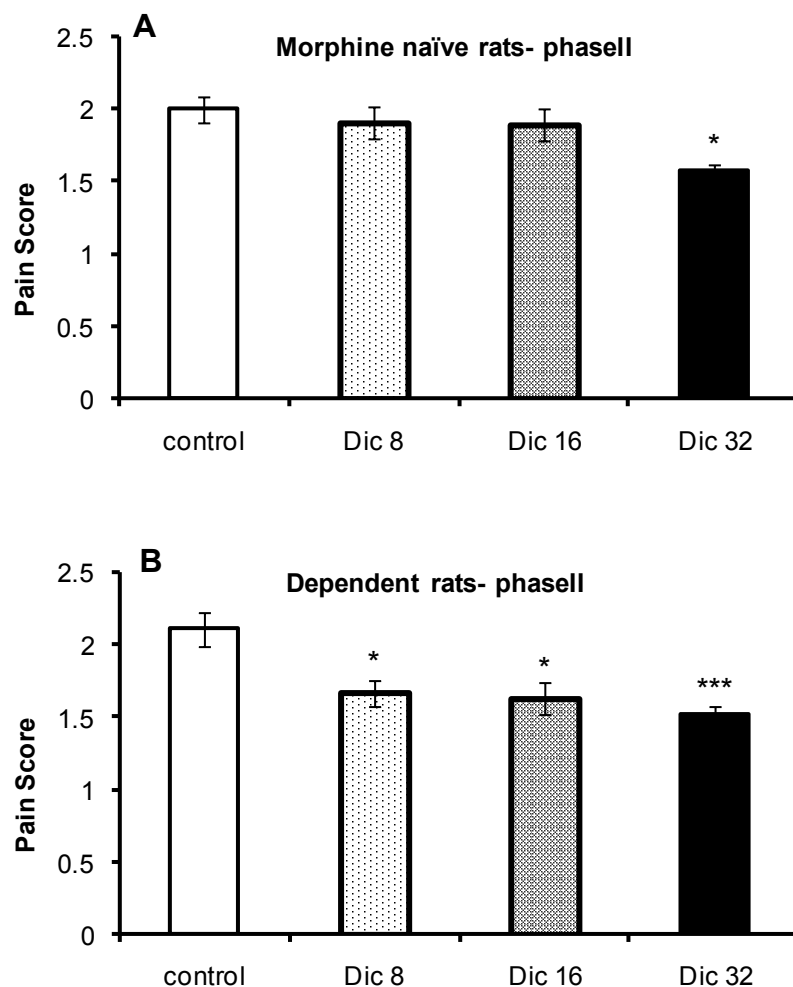 A
Morphine naïve rats- phaseII
2.5
2
1.5
1
0.5
0
Pain Score
*
control Dic 8 Dic 16 Dic 32
B
Dependent rats- phaseII
2.5
2
1.5
1
0.5
0
Pain Score
* * ***
control Dic 8 Dic 16 Dic 32